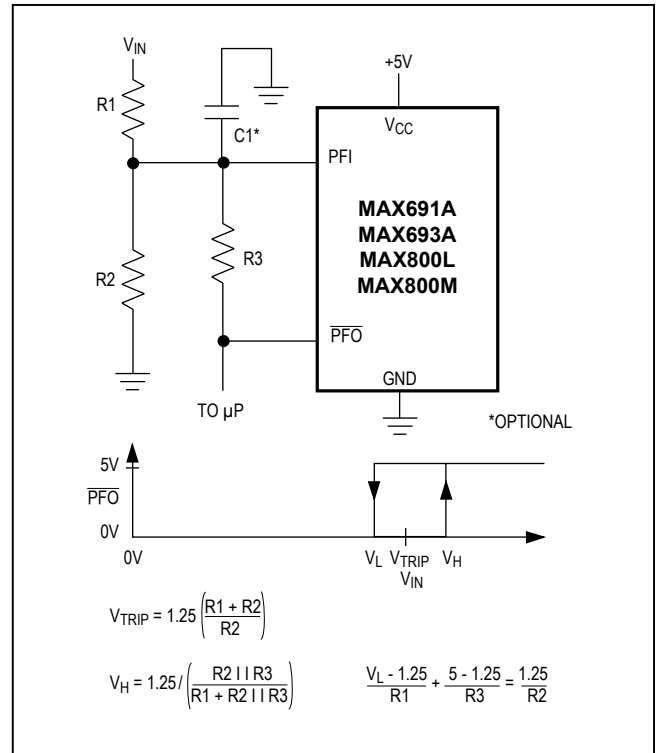 V_IN
R1
+5V
C1*
V_CC
PFI
MAX691A
MAX693A
MAX800L
MAX800M
R3
R2
P̅F̅O̅
GND
TO µP
*OPTIONAL
5V
P̅F̅O̅
0V
0V
V_L V_TRIP V_H
V_IN
V_TRIP = 1.25 ((R1 + R2) / R2)
V_H = 1.25 / ((R2 I I R3) / (R1 + R2 I I R3))
(V_L - 1.25) / R1 + (5 - 1.25) / R3 = 1.25 / R2